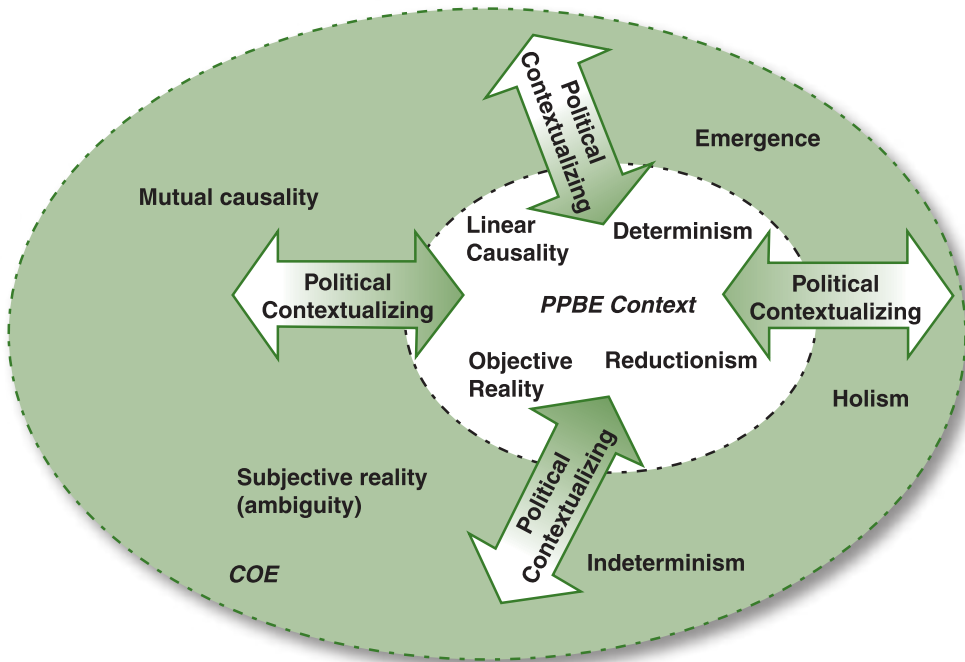 Political
Contextualizing
Emergence
Mutual causality
Linear
Causality
Determinism
Political
Contextualizing
PPBE Context
Political
Contextualizing
Objective
Reality
Reductionism
Holism
Political
Contextualizing
Subjective reality
(ambiguity)
Indeterminism
COE